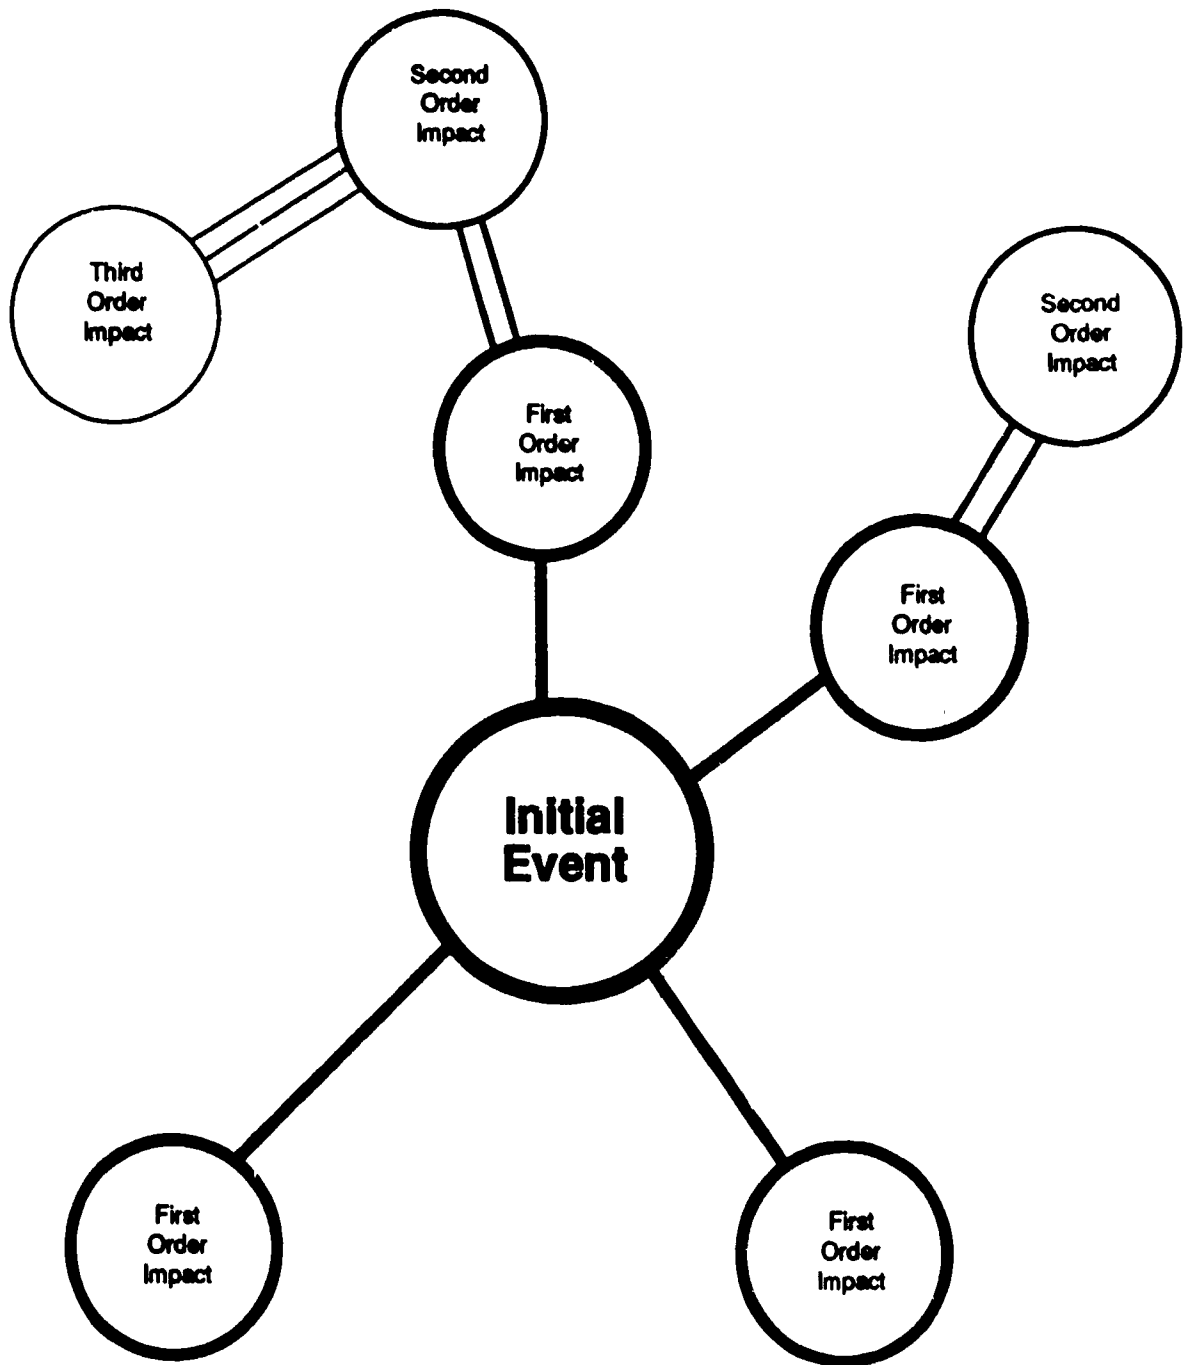 Second
Order
Impact
Third
Order
Impact
Second
Order
Impact
First
Order
Impact
First
Order
Impact
Initial
Event
First
Order
Impact
First
Order
Impact